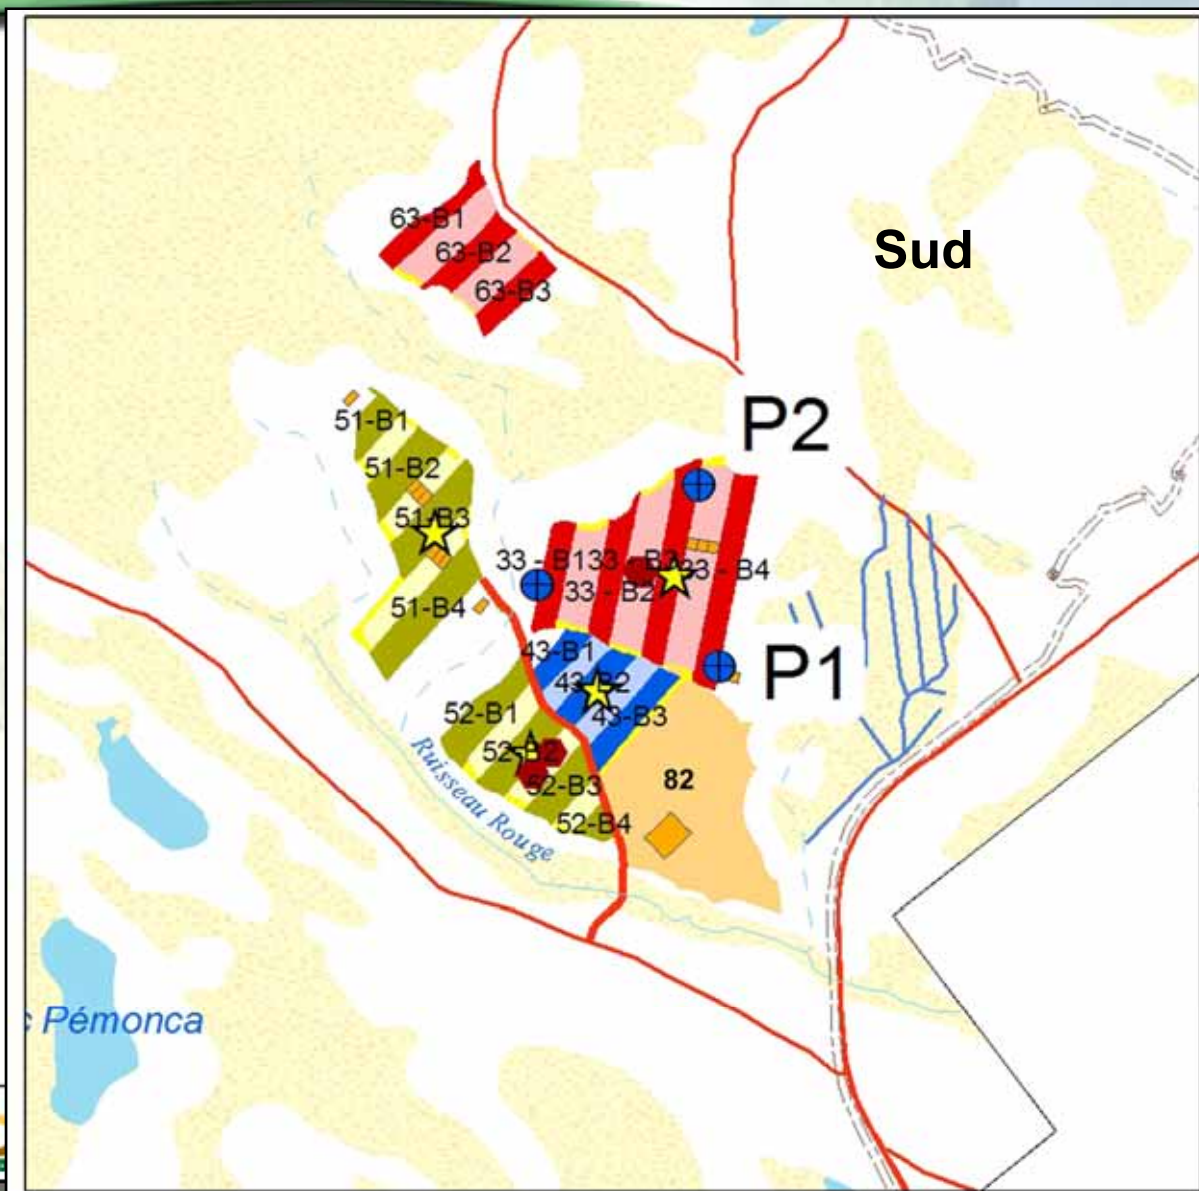 63-B1
Sud
63-B2
63-B3
P2
51-B1
51-B2
51-B3
33 - B1
33 - B3
33 - B4
33 - B2
51-B4
43-B1
P1
43-B2
52-B1
43-B3
52-B2
82
52-B3
52-B4
Ruisseau Rouge
Pémonca